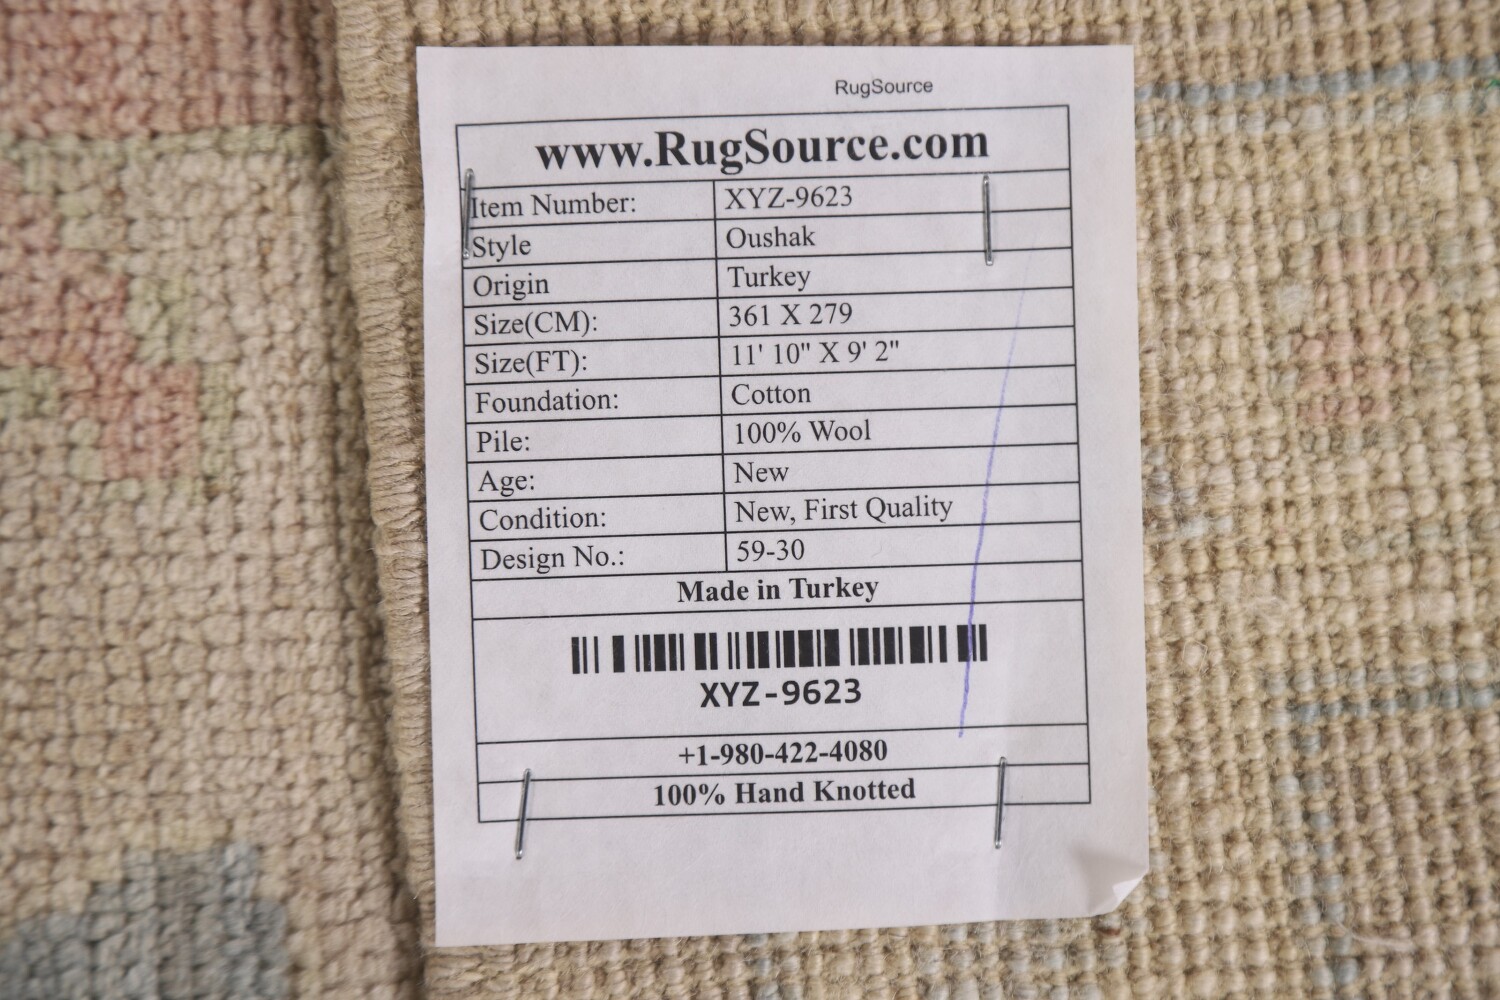 RugSource
www.RugSource.com
Item Number: XYZ-9623
Style Oushak
Origin Turkey
Size(CM): 361 X 279
Size(FT): 11' 10" X 9' 2"
Foundation: Cotton
Pile: 100% Wool
Age: New
Condition: New, First Quality
Design No.: 59-30
Made in Turkey
XYZ-9623
+1-980-422-4080
100% Hand Knotted